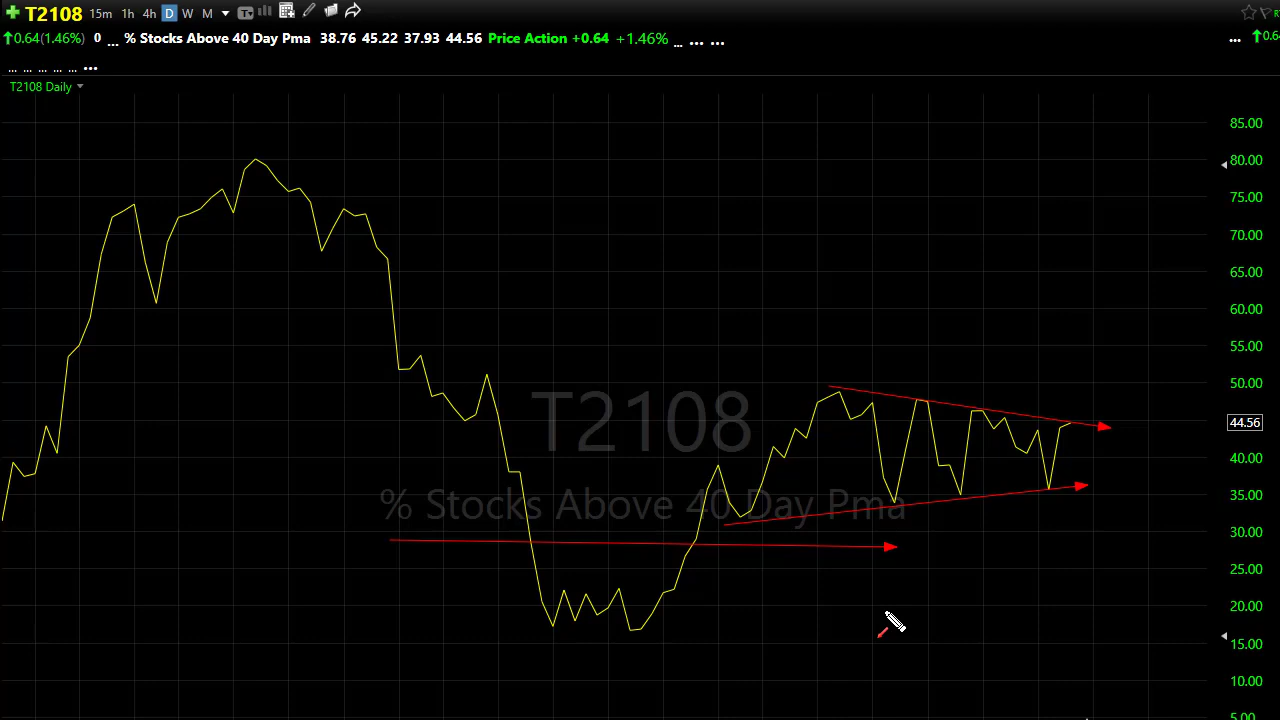 T2108 15m 1h 4h D W M
0.64(1.46%) 0 ... % Stocks Above 40 Day Pma 38.76 45.22 37.93 44.56 Price Action +0.64 +1.46% ... ... ... ... 0.64
... ... ... ... ... ...
T2108 Daily
85.00
80.00
75.00
70.00
65.00
60.00
55.00
50.00
44.56
40.00
35.00
30.00
25.00
20.00
15.00
10.00
5.00
T2108
% Stocks Above 40 Day Pma